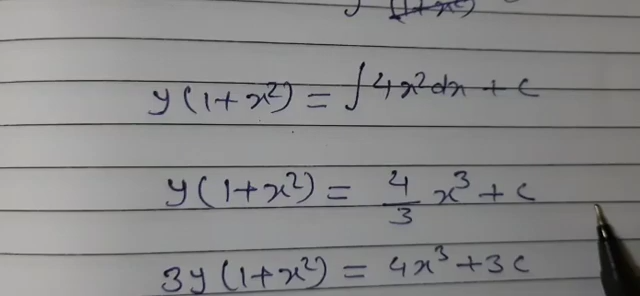 y(1+x²) = ∫4x²dx + c
y(1+x²) = 4/3 x³ + c
3y(1+x²) = 4x³ + 3c